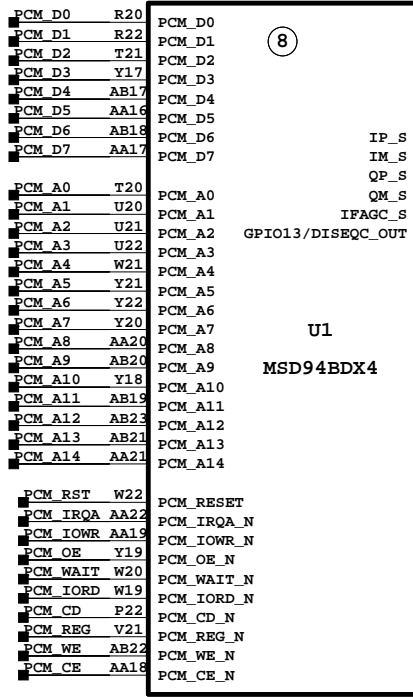 PCM_D0 R20 PCM_D0
PCM_D1 R22 PCM_D1 8
PCM_D2 T21 PCM_D2
PCM_D3 Y17 PCM_D3
PCM_D4 AB17 PCM_D4
PCM_D5 AA16 PCM_D5
PCM_D6 AB18 PCM_D6 IP_S
PCM_D7 AA17 PCM_D7 IM_S
QP_S
PCM_A0 T20 PCM_A0 QM_S
PCM_A1 U20 PCM_A1 IFAGC_S
PCM_A2 U21 PCM_A2 GPIO13/DISEQC_OUT
PCM_A3 U22 PCM_A3
PCM_A4 W21 PCM_A4
PCM_A5 Y21 PCM_A5
PCM_A6 Y22 PCM_A6
PCM_A7 Y20 PCM_A7 U1
PCM_A8 AA20 PCM_A8
PCM_A9 AB20 PCM_A9 MSD94BDX4
PCM_A10 Y18 PCM_A10
PCM_A11 AB19 PCM_A11
PCM_A12 AB23 PCM_A12
PCM_A13 AB21 PCM_A13
PCM_A14 AA21 PCM_A14
PCM_RST W22 PCM_RESET
PCM_IRQA AA22 PCM_IRQA_N
PCM_IOWR AA19 PCM_IOWR_N
PCM_OE Y19 PCM_OE_N
PCM_WAIT W20 PCM_WAIT_N
PCM_IORD W19 PCM_IORD_N
PCM_CD P22 PCM_CD_N
PCM_REG V21 PCM_REG_N
PCM_WE AB22 PCM_WE_N
PCM_CE AA18 PCM_CE_N